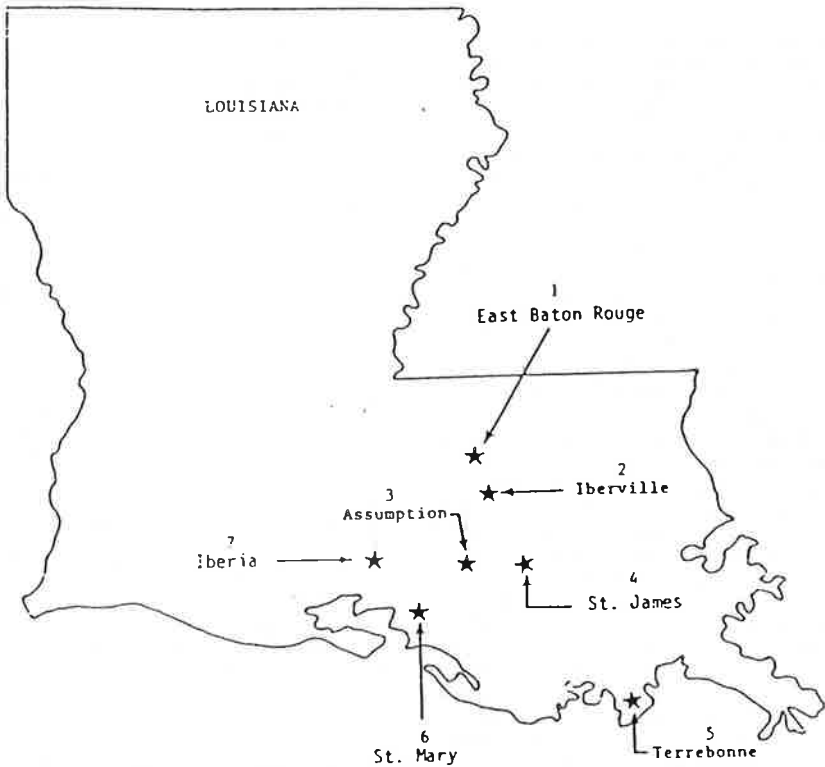 LOUISIANA
1
East Baton Rouge
2
Iberville
3
Assumption
7
Iberia
4
St. James
6
St. Mary
5
Terrebonne